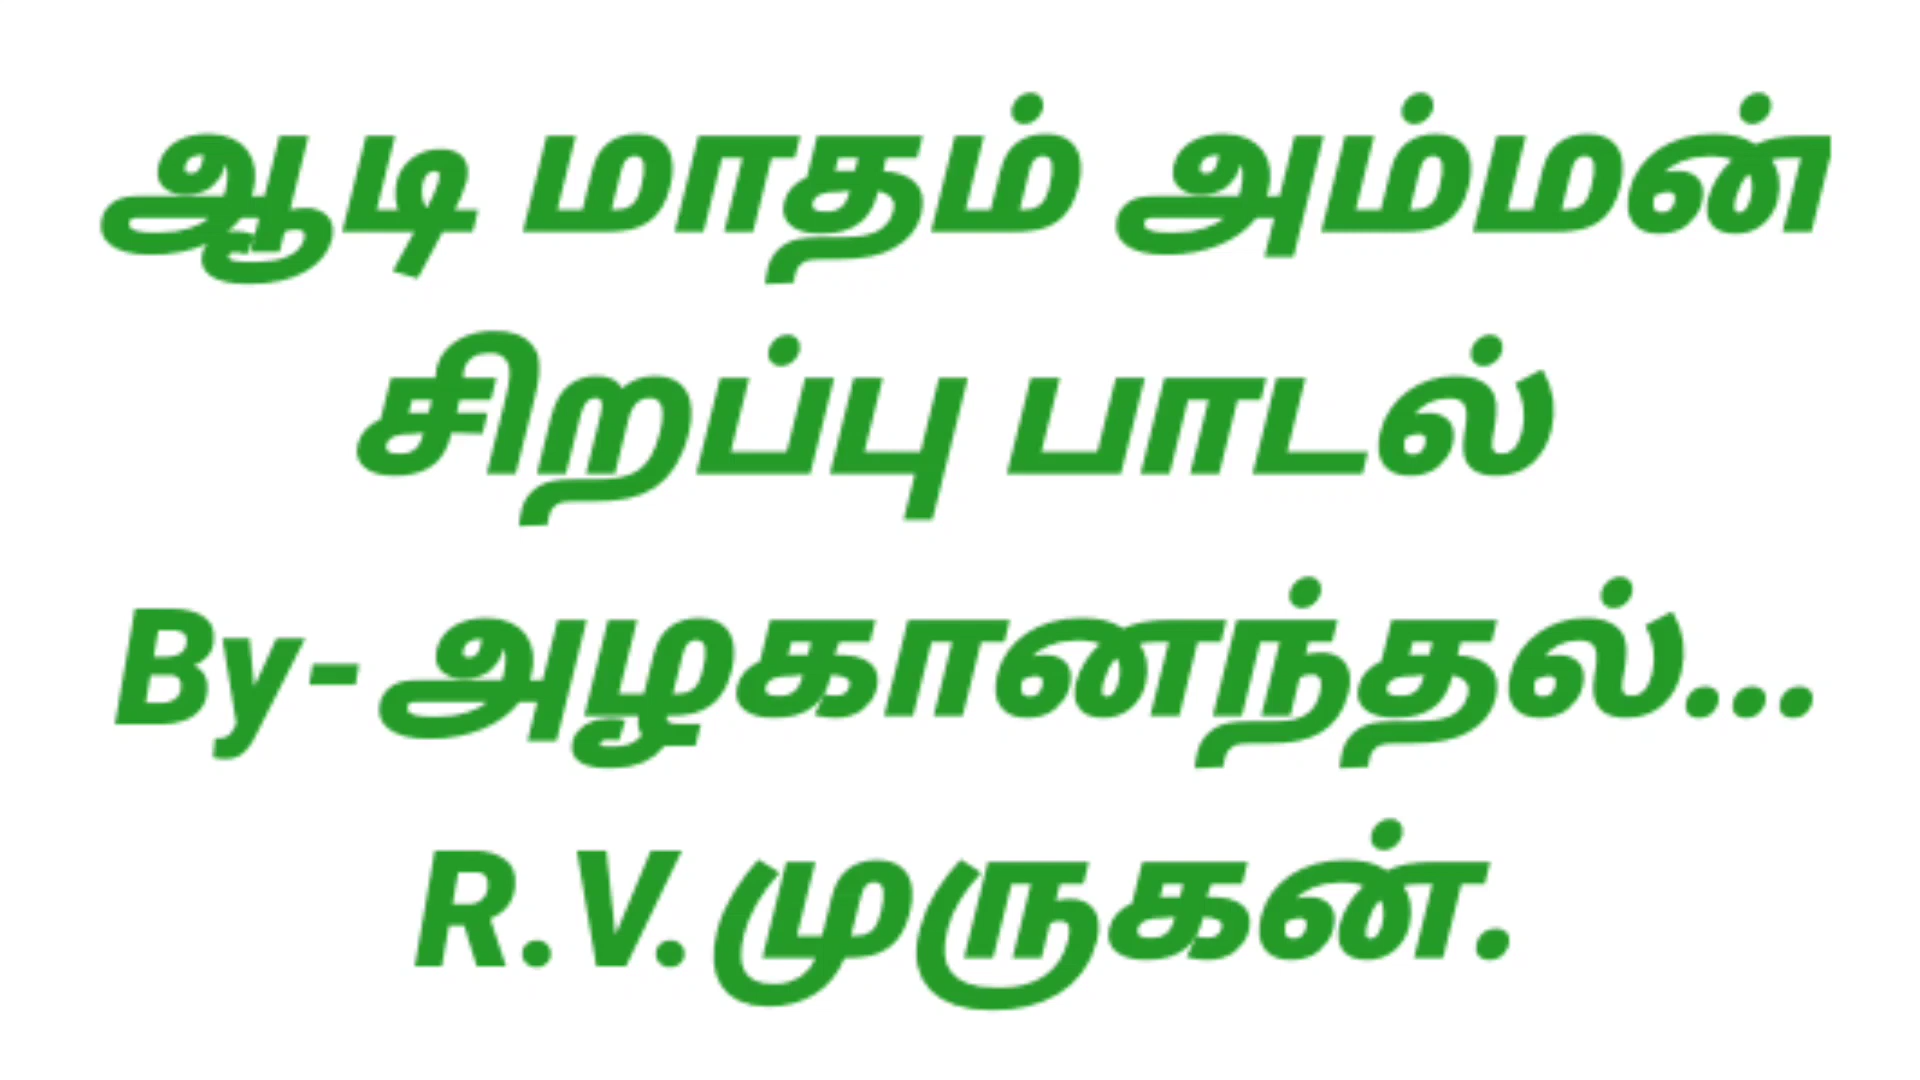 ஆடி மாதம் அம்மன்
சிறப்பு பாடல்
By-அழகானந்தல்...
R.V.முருகன்.